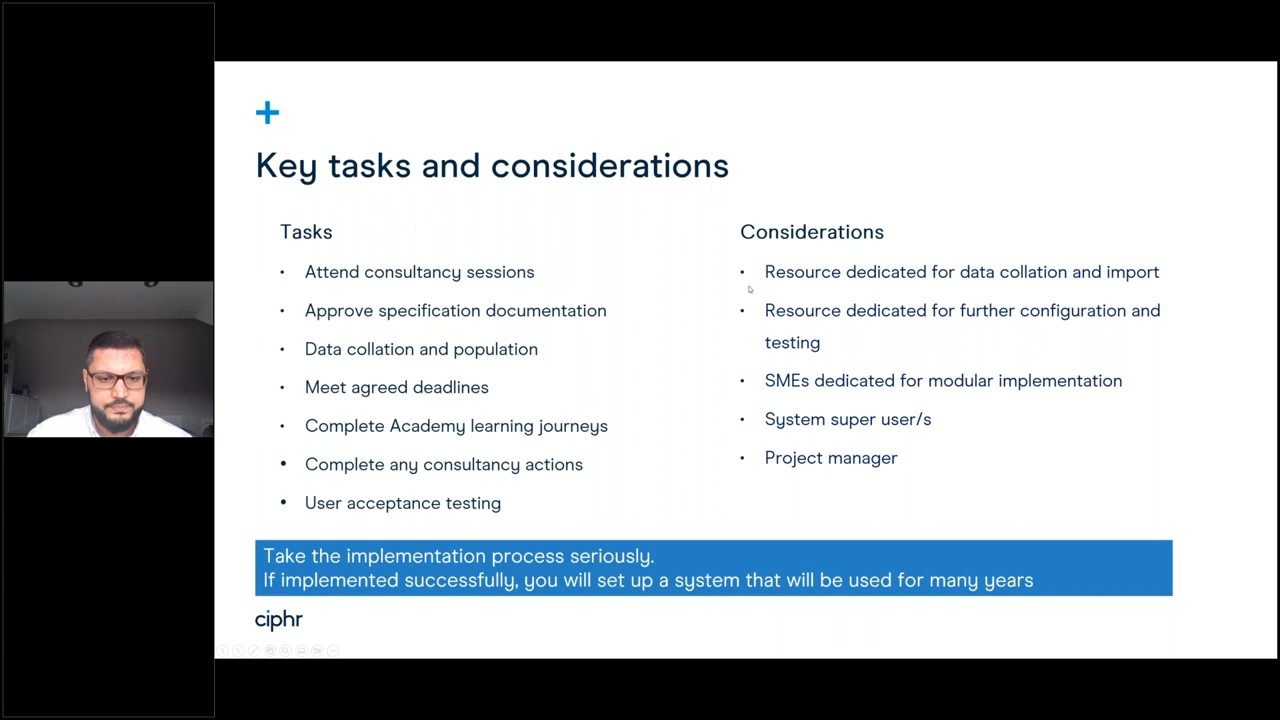 Key tasks and considerations
Tasks
• Attend consultancy sessions
• Approve specification documentation
• Data collation and population
• Meet agreed deadlines
• Complete Academy learning journeys
• Complete any consultancy actions
• User acceptance testing
Considerations
• Resource dedicated for data collation and import
• Resource dedicated for further configuration and
testing
• SMEs dedicated for modular implementation
• System super user/s
• Project manager
Take the implementation process seriously.
If implemented successfully, you will set up a system that will be used for many years
ciphr